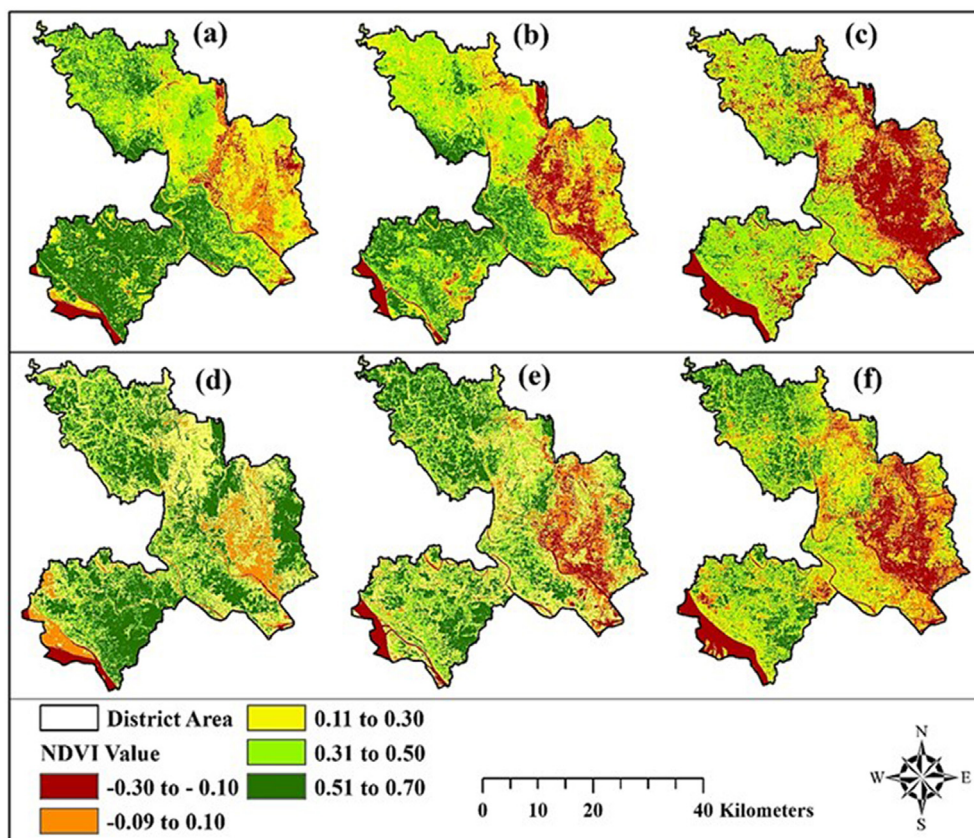 (a) (b) (c)
(d) (e) (f)
District Area
NDVI Value
-0.30 to - 0.10
-0.09 to 0.10
0.11 to 0.30
0.31 to 0.50
0.51 to 0.70
0 10 20 40 Kilometers
N
W E
S